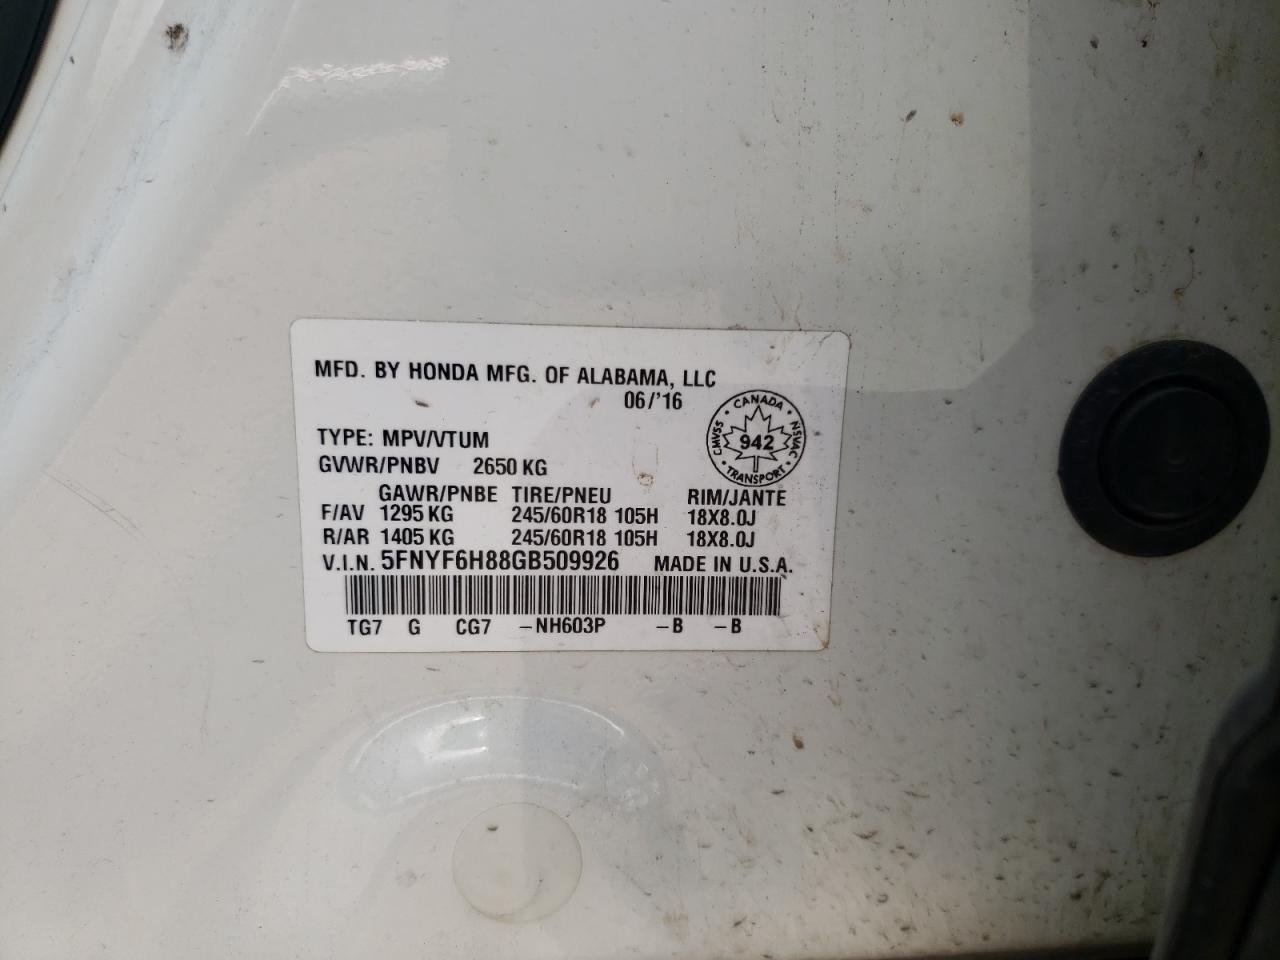 MFD. BY HONDA MFG. OF ALABAMA, LLC
06/'16
CANADA
CMVSS 942 NSVAC
TRANSPORT
TYPE: MPV/VTUM
GVWR/PNBV 2650 KG
GAWR/PNBE TIRE/PNEU RIM/JANTE
F/AV 1295 KG 245/60R18 105H 18X8.0J
R/AR 1405 KG 245/60R18 105H 18X8.0J
V.I.N. 5FNYF6H88GB509926 MADE IN U.S.A.
TG7 G CG7 –NH603P –B –B